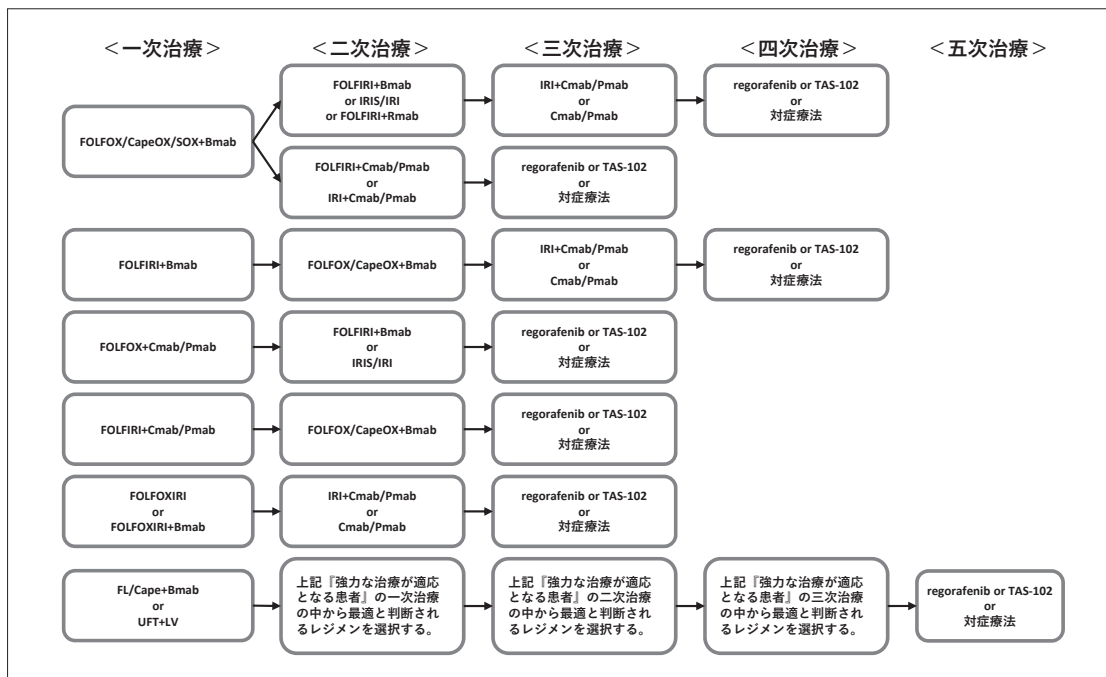 ＜一次治療＞
＜二次治療＞
＜三次治療＞
＜四次治療＞
＜五次治療＞
FOLFOX/CapeOX/SOX+Bmab
FOLFIRI+Bmab
or IRIS/IRI
or FOLFIRI+Rmab
IRI+Cmab/Pmab
or
Cmab/Pmab
regorafenib or TAS-102
or
対症療法
FOLFIRI+Cmab/Pmab
or
IRI+Cmab/Pmab
regorafenib or TAS-102
or
対症療法
FOLFIRI+Bmab
FOLFOX/CapeOX+Bmab
IRI+Cmab/Pmab
or
Cmab/Pmab
regorafenib or TAS-102
or
対症療法
FOLFOX+Cmab/Pmab
FOLFIRI+Bmab
or
IRIS/IRI
regorafenib or TAS-102
or
対症療法
FOLFIRI+Cmab/Pmab
FOLFOX/CapeOX+Bmab
regorafenib or TAS-102
or
対症療法
FOLFOXIRI
or
FOLFOXIRI+Bmab
IRI+Cmab/Pmab
or
Cmab/Pmab
regorafenib or TAS-102
or
対症療法
FL/Cape+Bmab
or
UFT+LV
上記『強力な治療が適応
となる患者』の一次治療
の中から最適と判断され
るレジメンを選択する。
上記『強力な治療が適応
となる患者』の二次治療
の中から最適と判断され
るレジメンを選択する。
上記『強力な治療が適応
となる患者』の三次治療
の中から最適と判断され
るレジメンを選択する。
regorafenib or TAS-102
or
対症療法